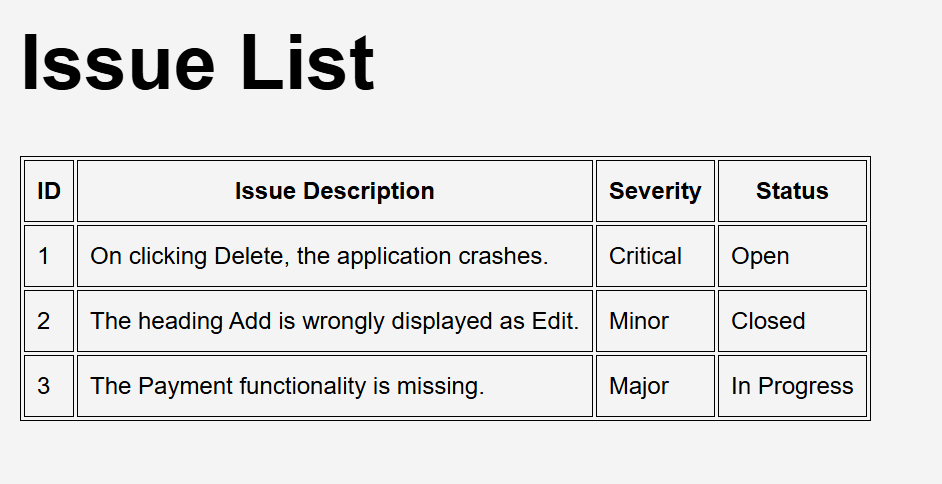 Issue List
ID Issue Description Severity Status
1 On clicking Delete, the application crashes. Critical Open
2 The heading Add is wrongly displayed as Edit. Minor Closed
3 The Payment functionality is missing. Major In Progress